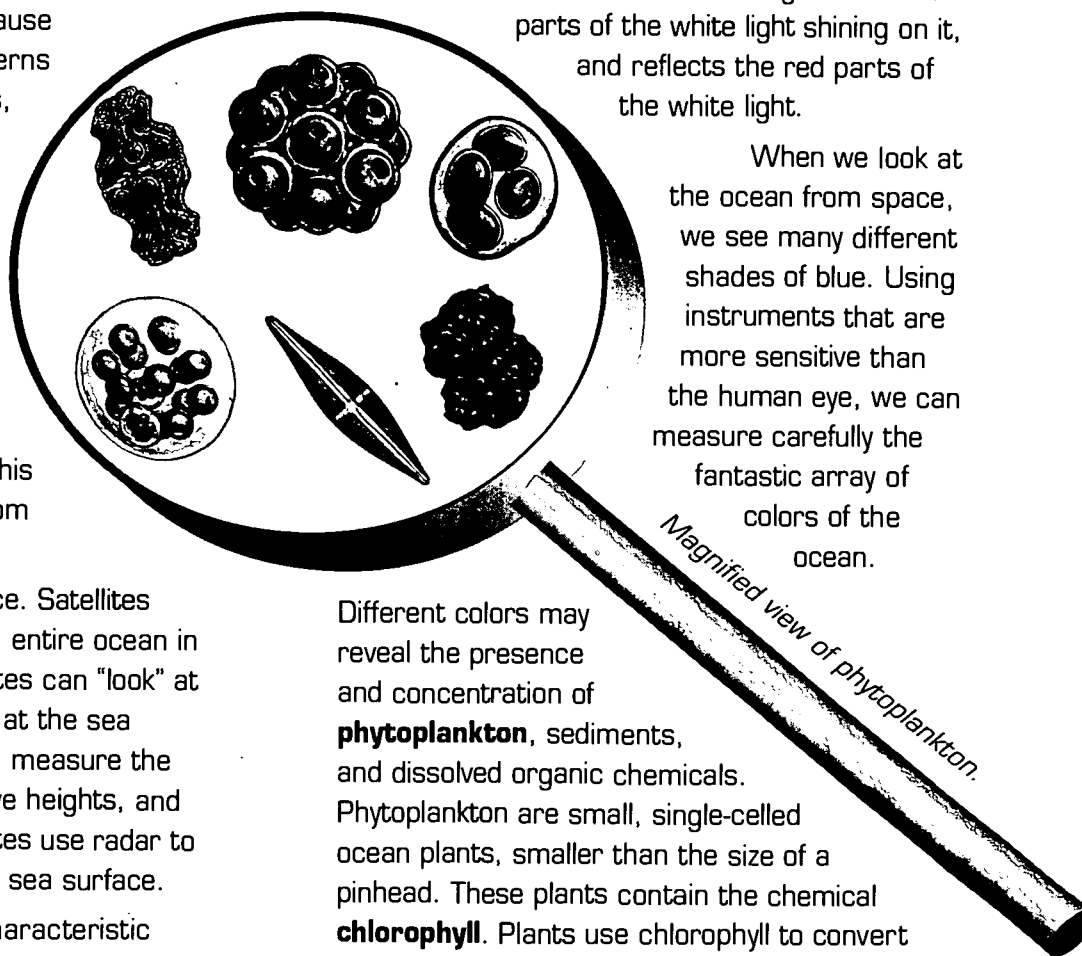 ause
erns
his
om
ce. Satellites
entire ocean in
tes can "look" at
at the sea
measure the
ve heights, and
tes use radar to
sea surface.
haracteristic
parts of the white light shining on it,
and reflects the red parts of
the white light.
When we look at
the ocean from space,
we see many different
shades of blue. Using
instruments that are
more sensitive than
the human eye, we can
measure carefully the
fantastic array of
colors of the
ocean.
Magnified view of phytoplankton.
Different colors may
reveal the presence
and concentration of
phytoplankton, sediments,
and dissolved organic chemicals.
Phytoplankton are small, single-celled
ocean plants, smaller than the size of a
pinhead. These plants contain the chemical
chlorophyll. Plants use chlorophyll to convert